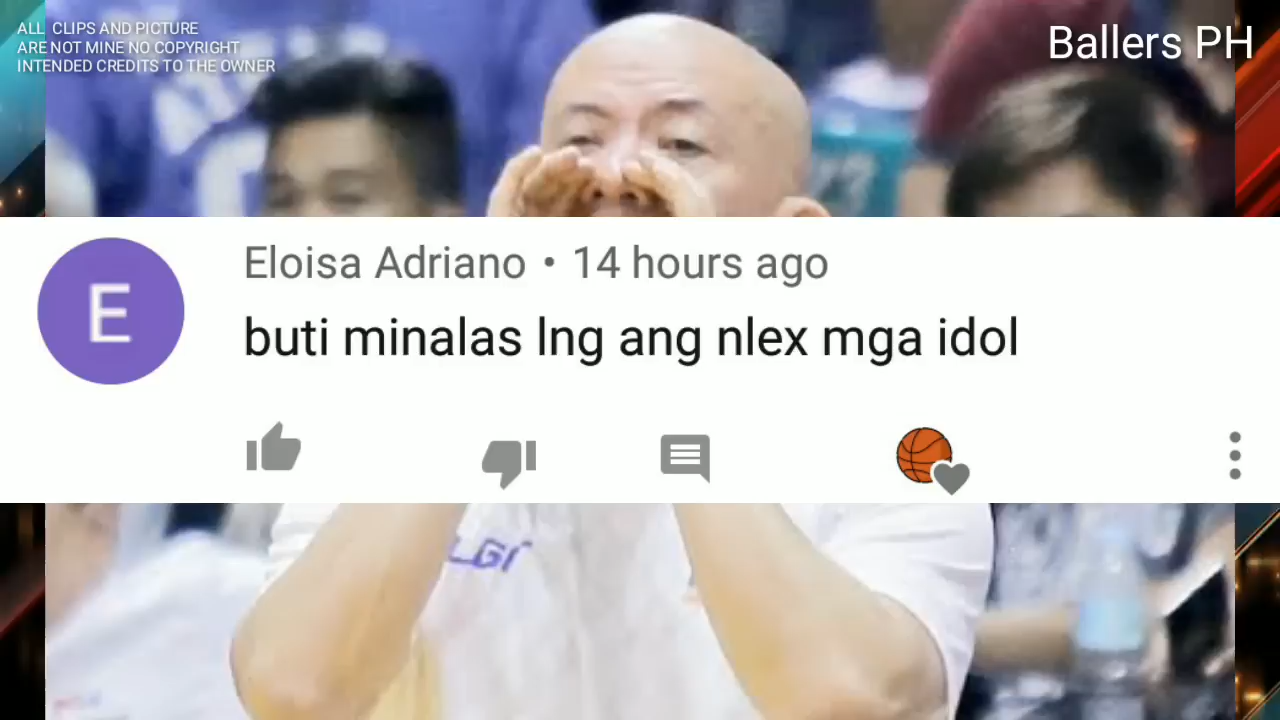 ALL CLIPS AND PICTURE
ARE NOT MINE NO COPYRIGHT
INTENDED CREDITS TO THE OWNER
Ballers PH
E
Eloisa Adriano • 14 hours ago
buti minalas lng ang nlex mga idol